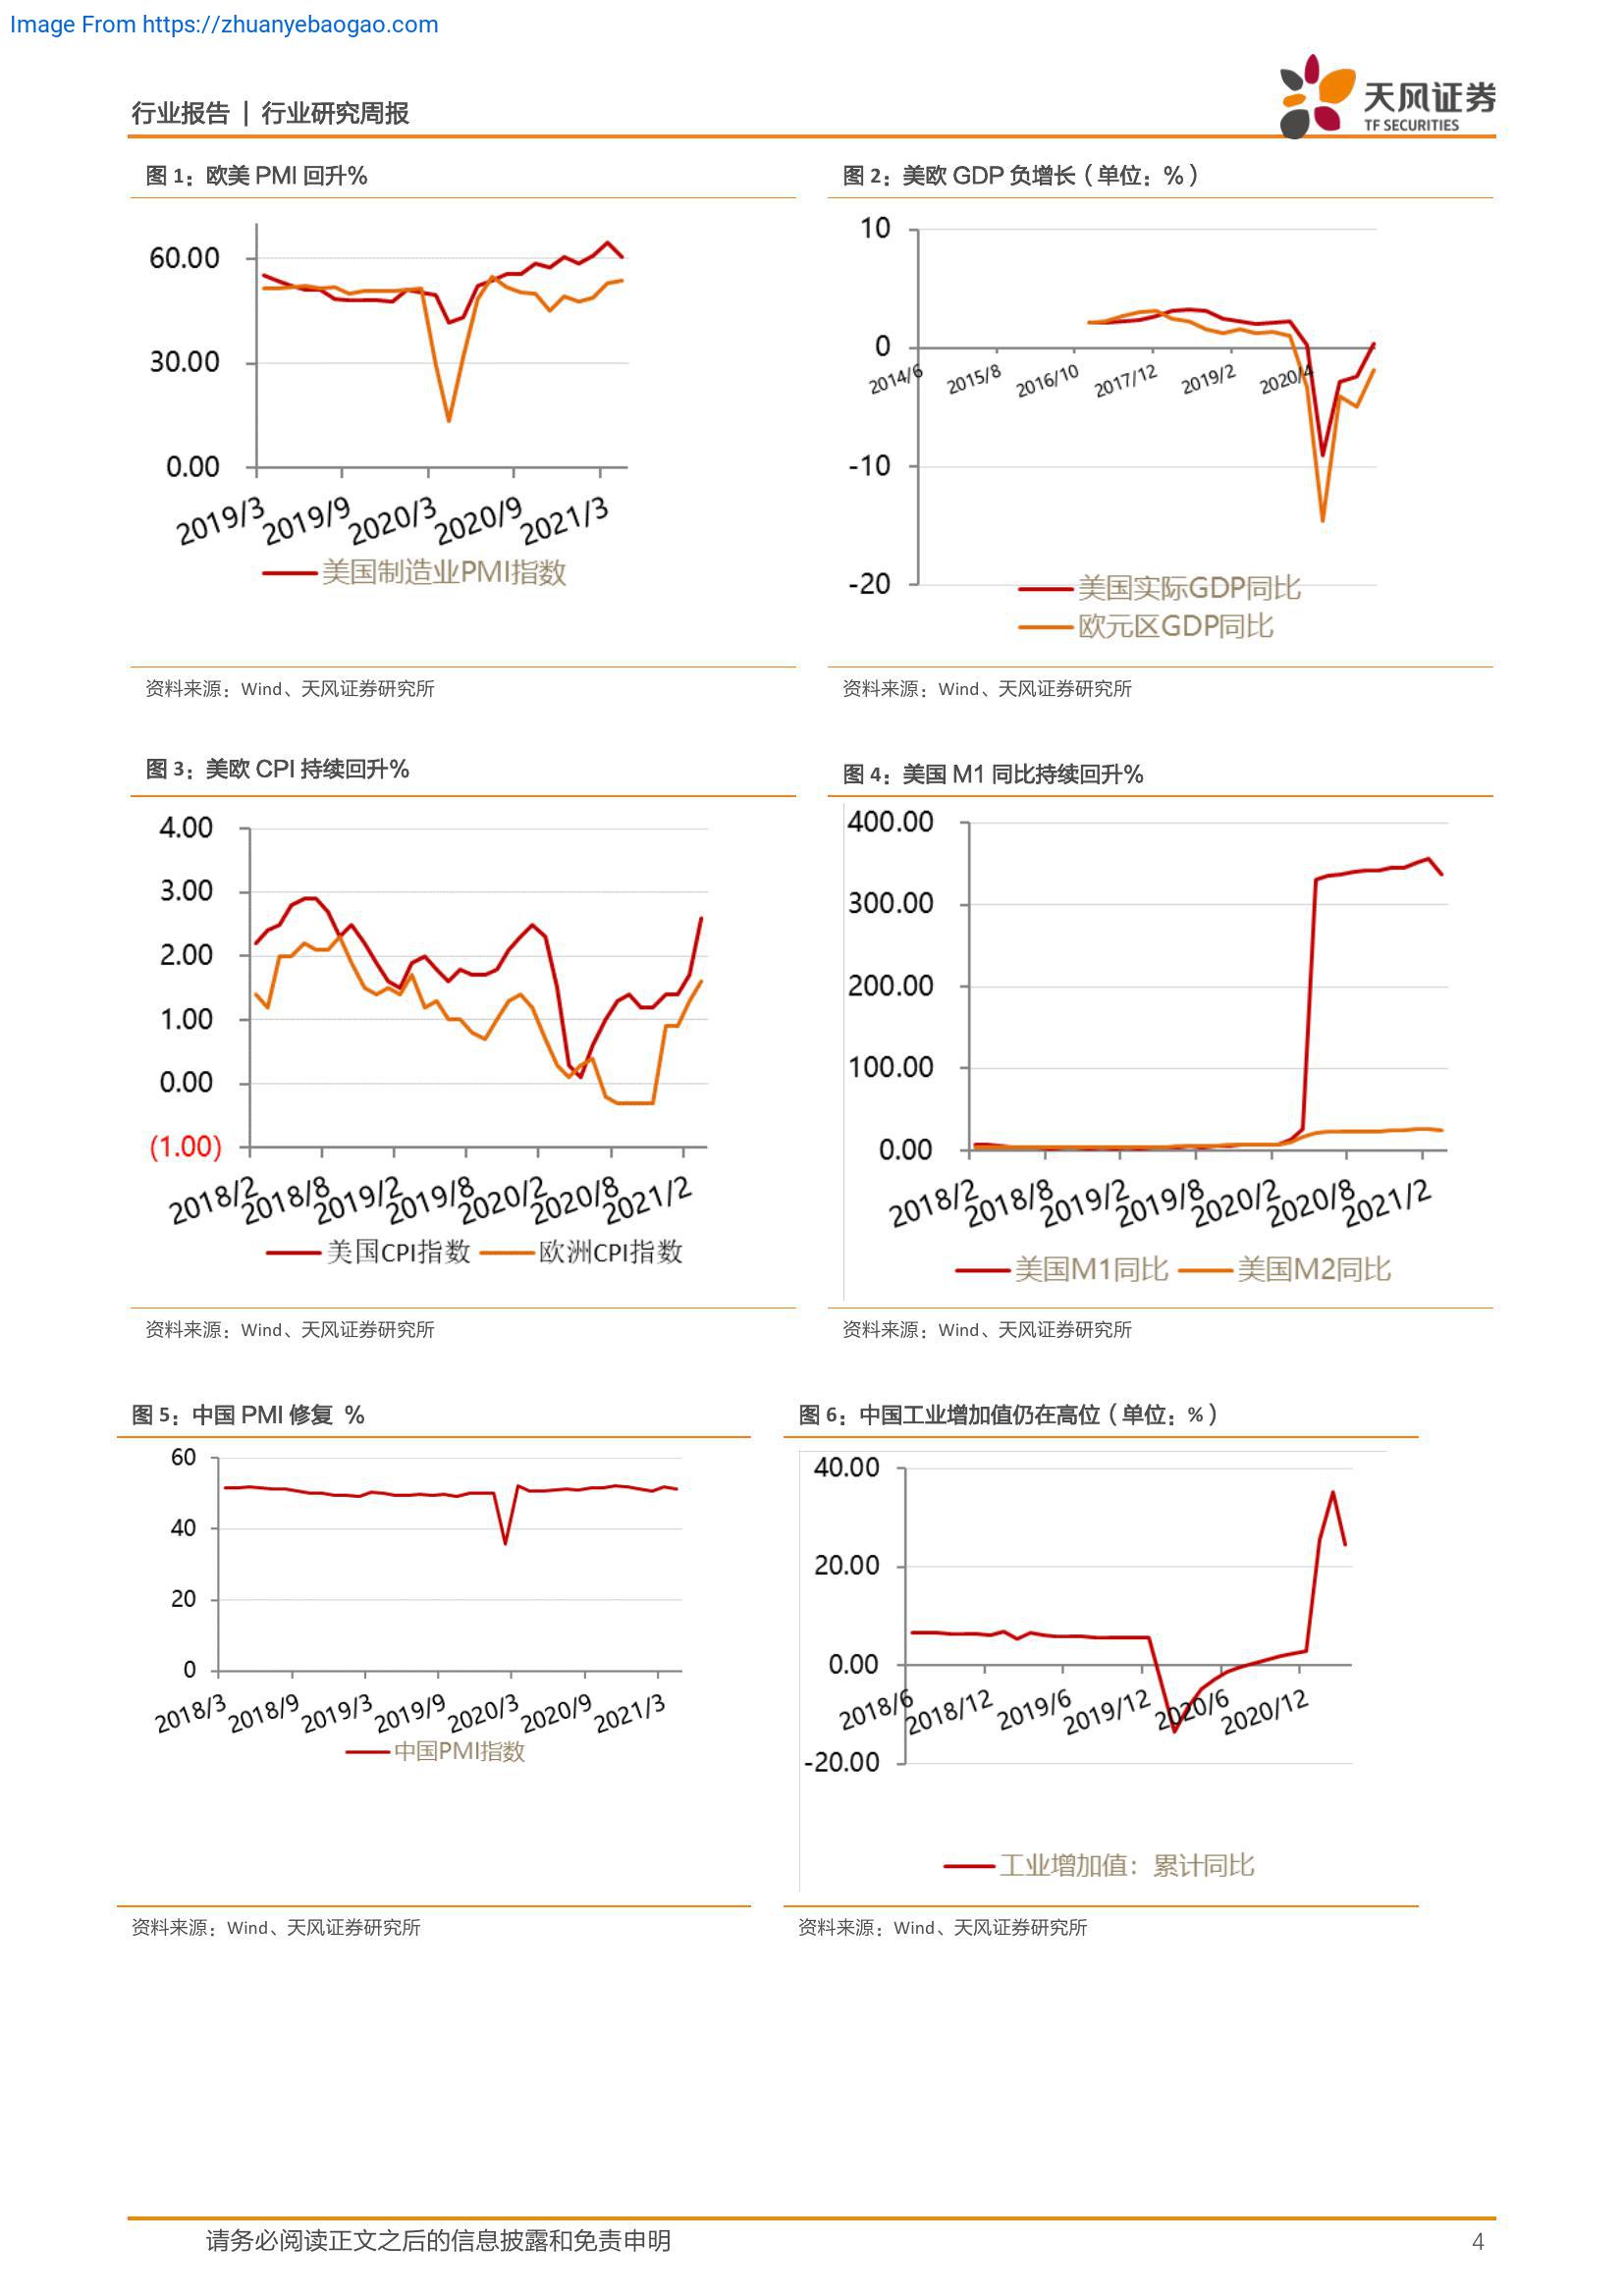 Image From https://zhuanyebaogao.com
行业报告 | 行业研究周报
天风证券
TF SECURITIES
图 1：欧美 PMI 回升%
60.00
30.00
0.00
2019/3
2019/9
2020/3
2020/9
2021/3
美国制造业PMI指数
资料来源：Wind、天风证券研究所
图 2：美欧 GDP 负增长（单位：%）
10
0
-10
-20
2014/6
2015/8
2016/10
2017/12
2019/2
2020/4
美国实际GDP同比
欧元区GDP同比
资料来源：Wind、天风证券研究所
图 3：美欧 CPI 持续回升%
4.00
3.00
2.00
1.00
0.00
(1.00)
2018/2
2018/8
2019/2
2019/8
2020/2
2020/8
2021/2
美国CPI指数 欧洲CPI指数
资料来源：Wind、天风证券研究所
图 4：美国 M1 同比持续回升%
400.00
300.00
200.00
100.00
0.00
2018/2
2018/8
2019/2
2019/8
2020/2
2020/8
2021/2
美国M1同比 美国M2同比
资料来源：Wind、天风证券研究所
图 5：中国 PMI 修复 %
60
40
20
0
2018/3
2018/9
2019/3
2019/9
2020/3
2020/9
2021/3
中国PMI指数
资料来源：Wind、天风证券研究所
图 6：中国工业增加值仍在高位（单位：%）
40.00
20.00
0.00
-20.00
2018/6
2018/12
2019/6
2019/12
2020/6
2020/12
工业增加值：累计同比
资料来源：Wind、天风证券研究所
请务必阅读正文之后的信息披露和免责申明
4